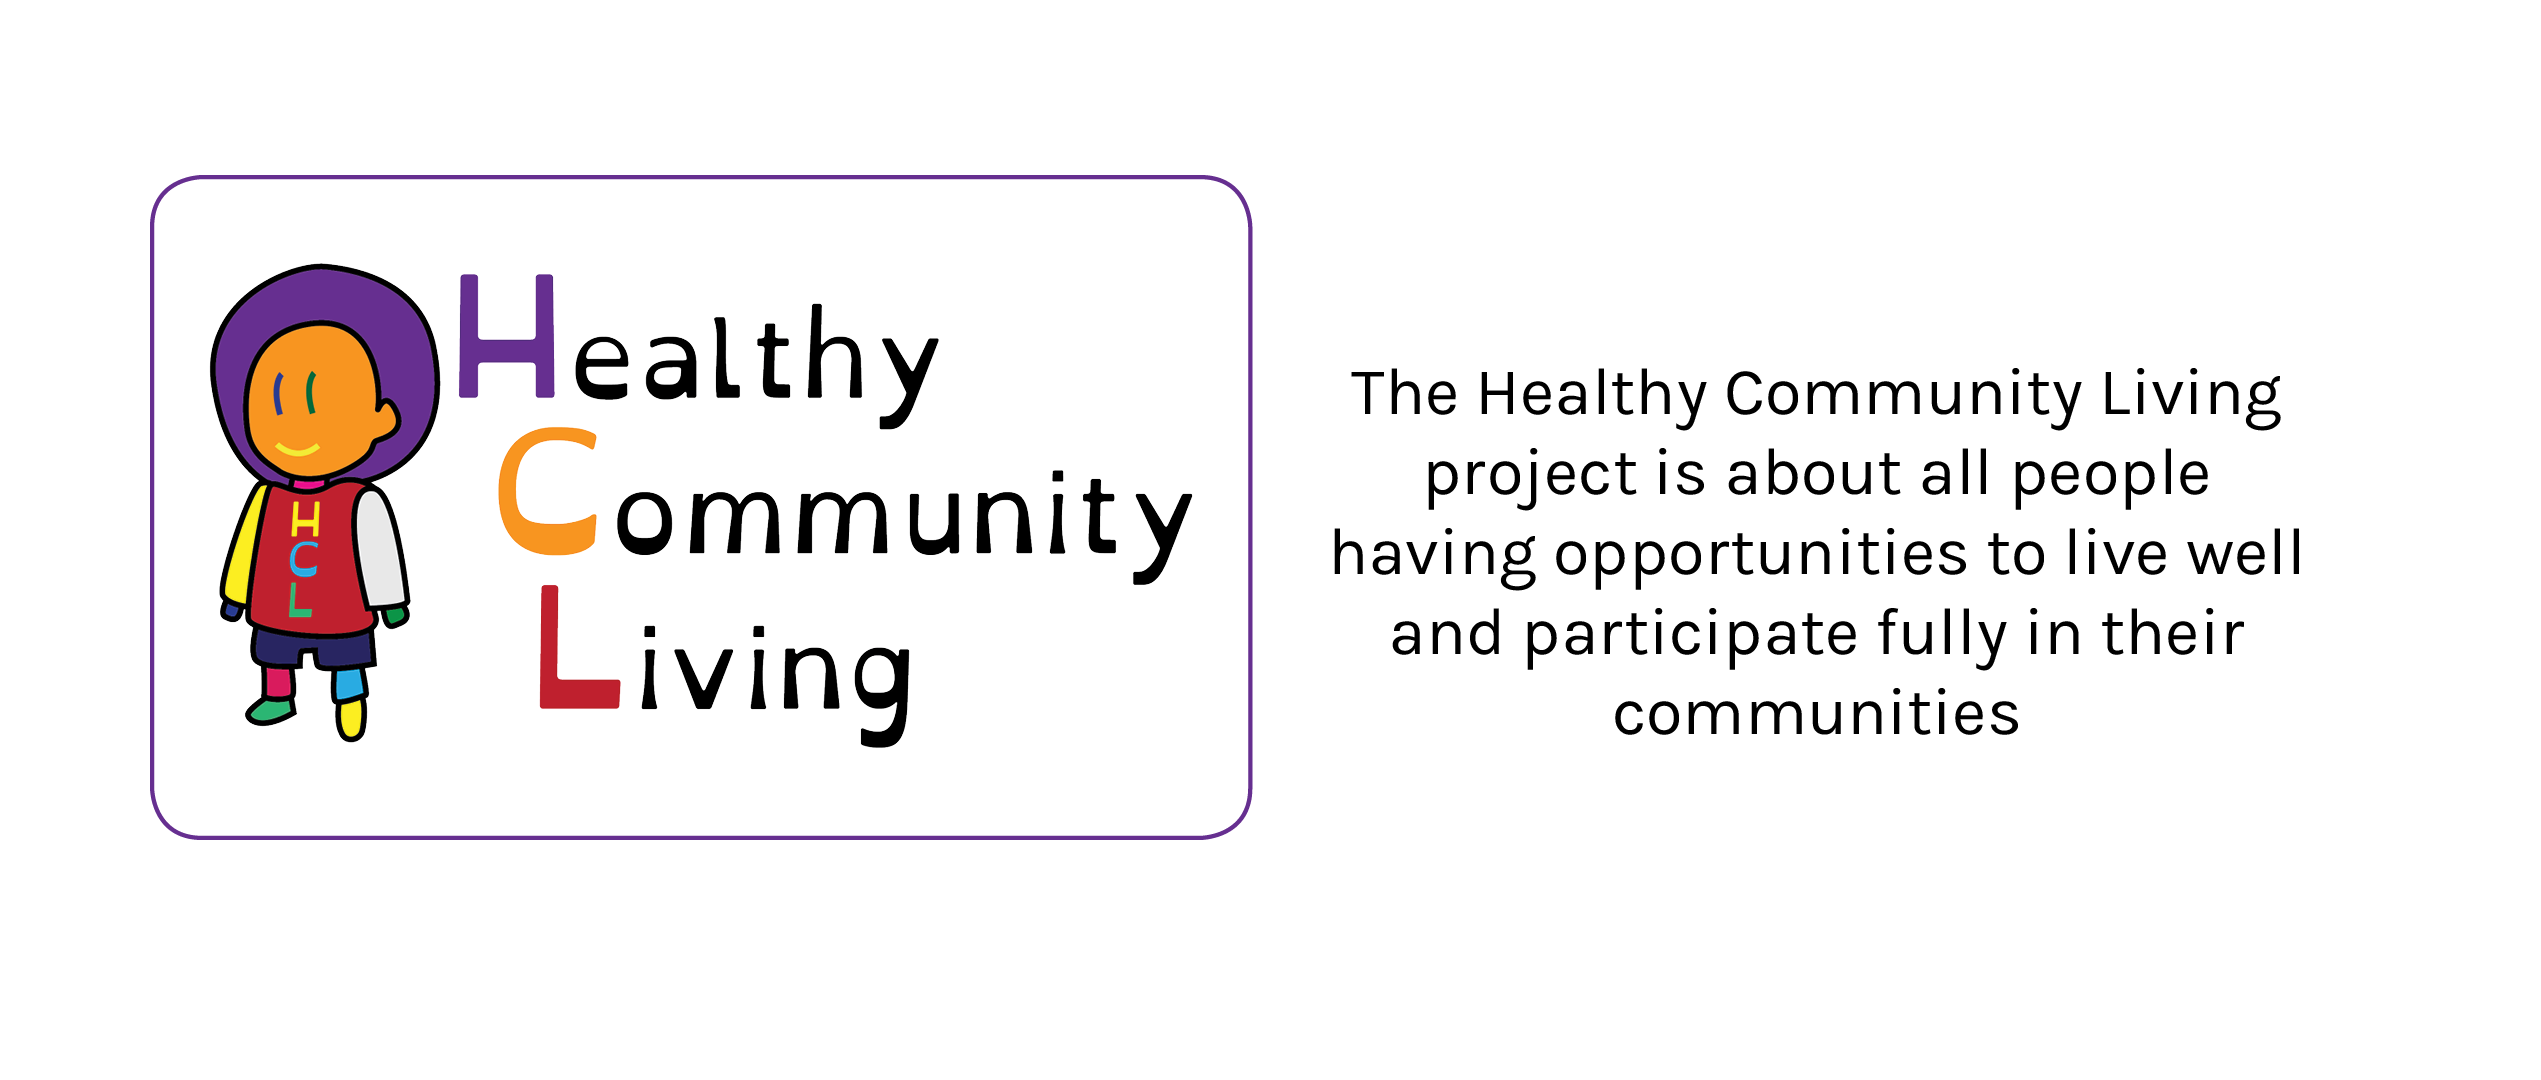 Healthy
Community
Living
H
C
L
The Healthy Community Living
project is about all people
having opportunities to live well
and participate fully in their
communities